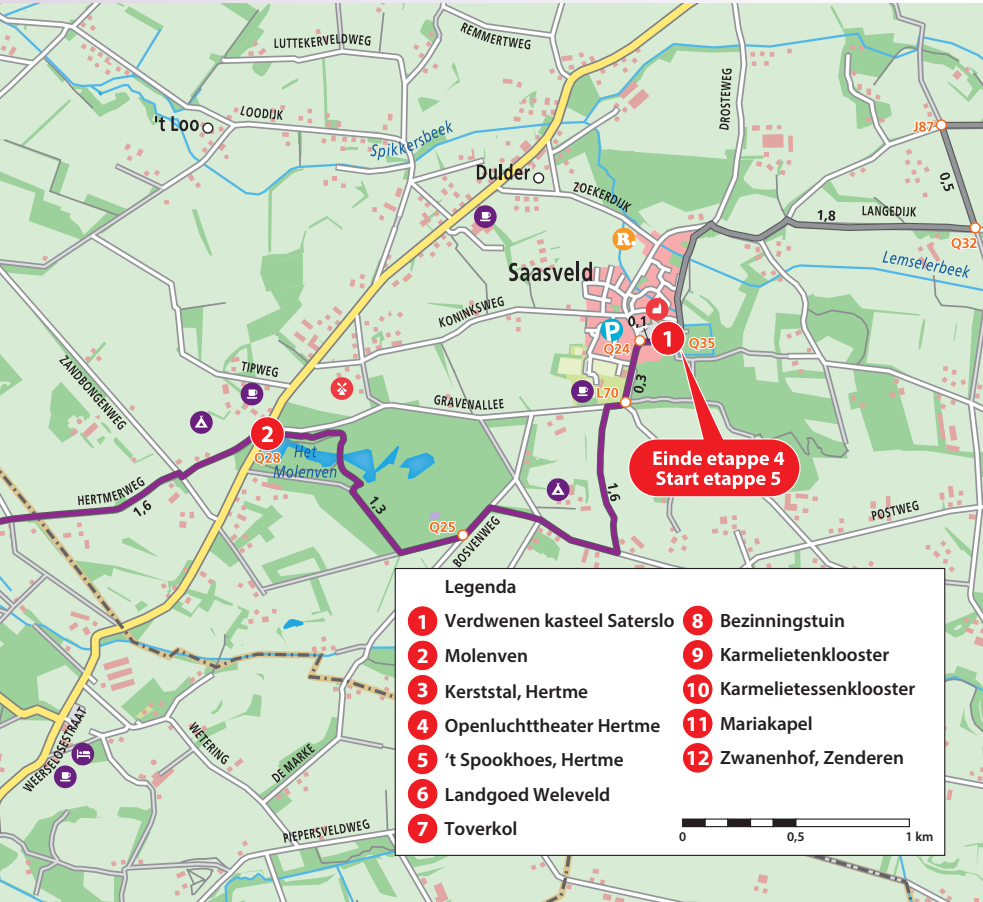 REMMERTWEG
LUTTEKERVELDWEG
DROSTEWEG
LOODIJK
't Loo
Spikkersbeek
J87
Dulder
0,5
ZOEKERDIJK
1,8
LANGEDIJK
R.
Q32
Lemselerbeek
Saasveld
KONINKSWEG
0,1
P
1
Q24
Q35
ZANDBONGENWEG
TIPWEG
0,3
L70
GRAVENALLEE
2
Q28
Het
Molenven
Einde etappe 4
Start etappe 5
HERTMERWEG
1,6
1,3
1,6
Q25
BOSVENWEG
POSTWEG
WEERSELOSESTRAAT
WETERING
DE MARKE
PIEPERSVELDWEG
Legenda
1 Verdwenen kasteel Saterslo
2 Molenven
3 Kerststal, Hertme
4 Openluchttheater Hertme
5 ‘t Spookhoes, Hertme
6 Landgoed Weleveld
7 Toverkol
8 Bezinningstuin
9 Karmelietenklooster
10 Karmelietessenklooster
11 Mariakapel
12 Zwanenhof, Zenderen
0 0,5 1 km